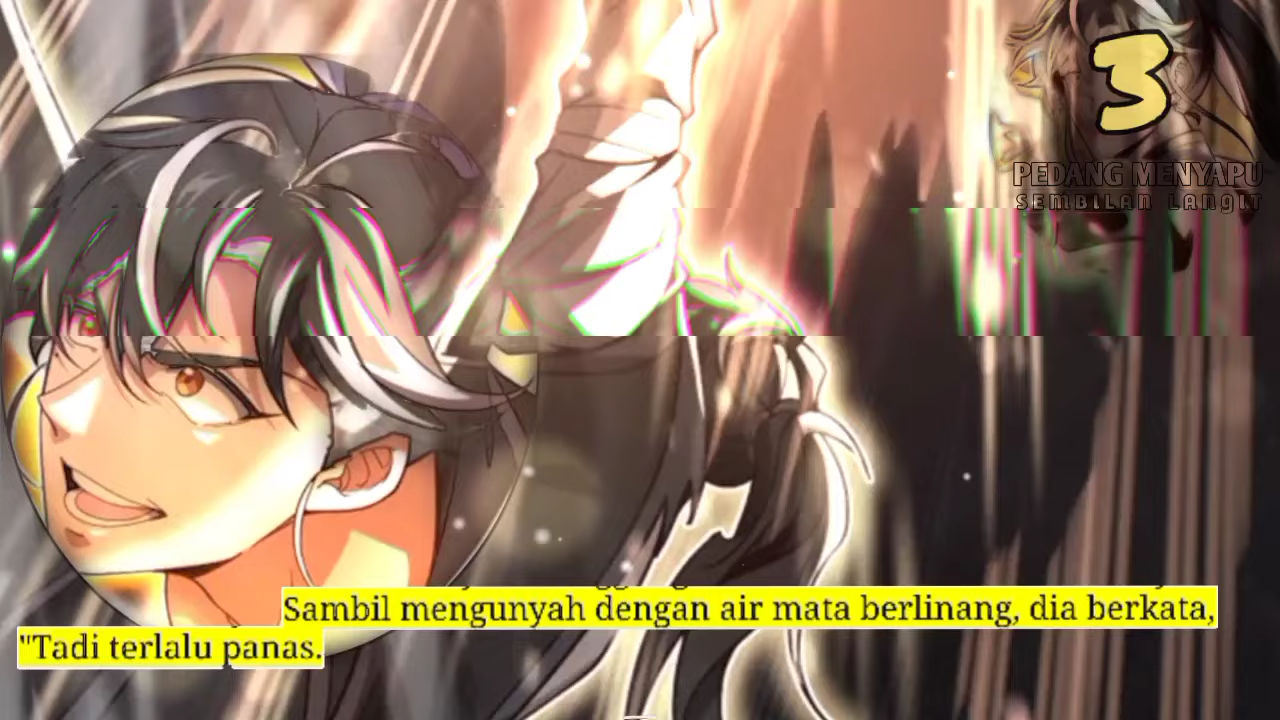 3
PEDANG MENYAPU
SEMBILAN LANGIT
Sambil mengunyah dengan air mata berlinang, dia berkata,
"Tadi terlalu panas.